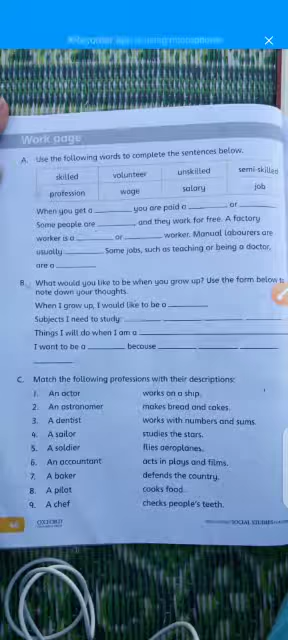 Work page
A. Use the following words to complete the sentences below.
skilled volunteer unskilled semi-skilled
profession wage salary job
When you get a ________ you are paid a ________ or ________.
Some people are ________ and they work for free. A factory
worker is a ________ or ________ worker. Manual labourers are
usually ________. Some jobs, such as teaching or being a doctor,
are a ________.
B. What would you like to be when you grow up? Use the form below to
note down your thoughts.
When I grow up, I would like to be a ________
Subjects I need to study: ________ ________ ________ ________
Things I will do when I am a ________
I want to be a ________ because ________ ________ ________
________
C. Match the following professions with their descriptions:
1. An actor works on a ship.
2. An astronomer makes bread and cakes.
3. A dentist works with numbers and sums.
4. A sailor studies the stars.
5. A soldier flies aeroplanes.
6. An accountant acts in plays and films.
7. A baker defends the country.
8. A pilot cooks food.
9. A chef checks people's teeth.
OXFORD
SOCIAL STUDIES